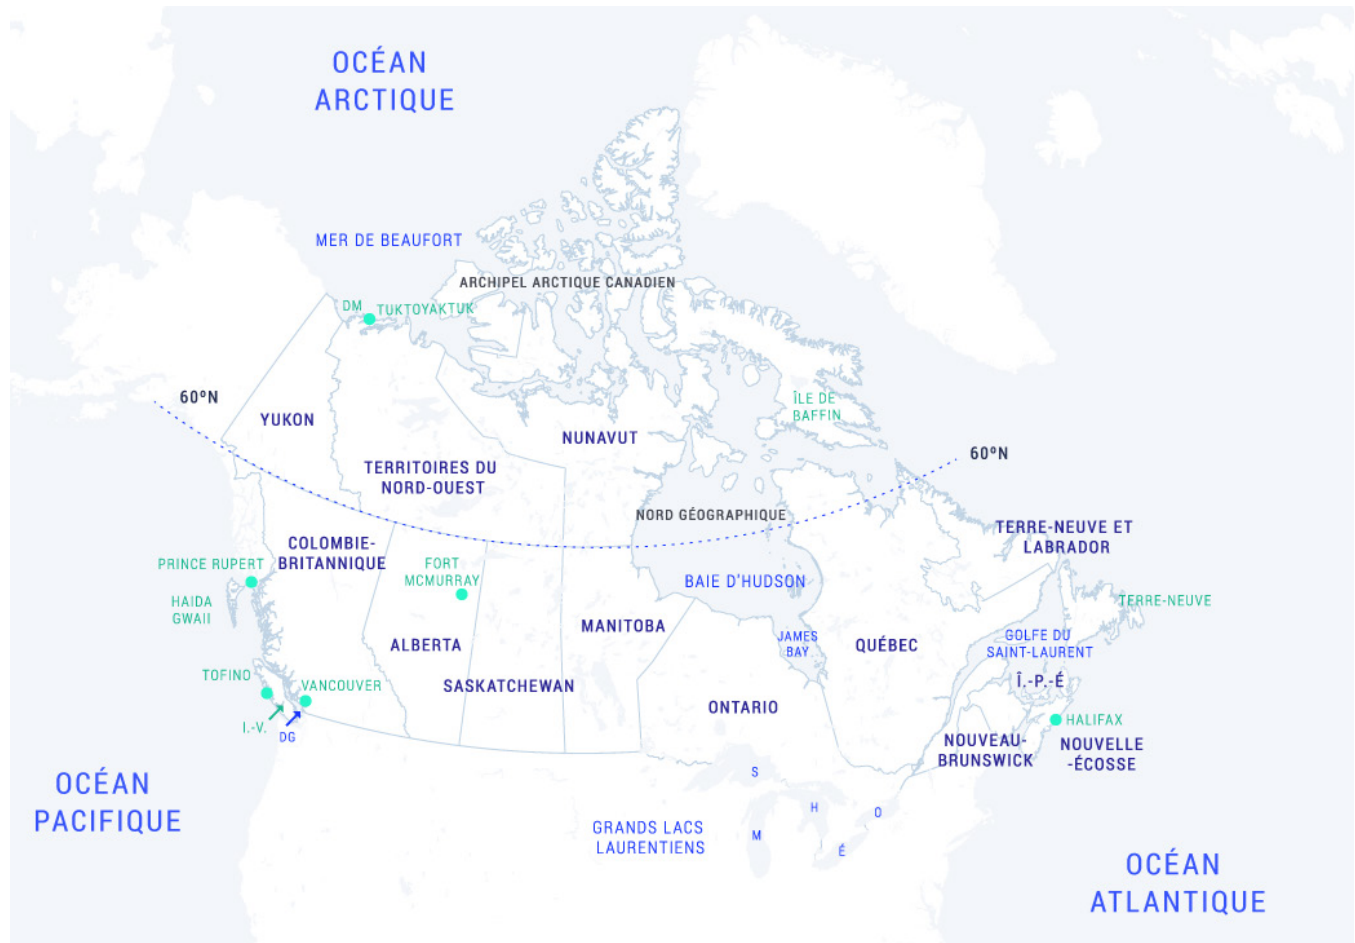 OCÉAN
ARCTIQUE
MER DE BEAUFORT
ARCHIPEL ARCTIQUE CANADIEN
DM
TUKTOYAKTUK
60ºN
ÎLE DE
BAFFIN
YUKON
NUNAVUT
60ºN
TERRITOIRES DU
NORD-OUEST
NORD GÉOGRAPHIQUE
TERRE-NEUVE ET
LABRADOR
COLOMBIE-
BRITANNIQUE
PRINCE RUPERT
FORT
MCMURRAY
BAIE D'HUDSON
HAIDA
GWAII
TERRE-NEUVE
MANITOBA
ALBERTA
JAMES
BAY
QUÉBEC
GOLFE DU
SAINT-LAURENT
TOFINO
VANCOUVER
SASKATCHEWAN
Î.-P.-É
ONTARIO
I.-V.
DG
HALIFAX
NOUVEAU-
BRUNSWICK
NOUVELLE
-ÉCOSSE
OCÉAN
PACIFIQUE
S
H
O
GRANDS LACS
LAURENTIENS
M
É
OCÉAN
ATLANTIQUE